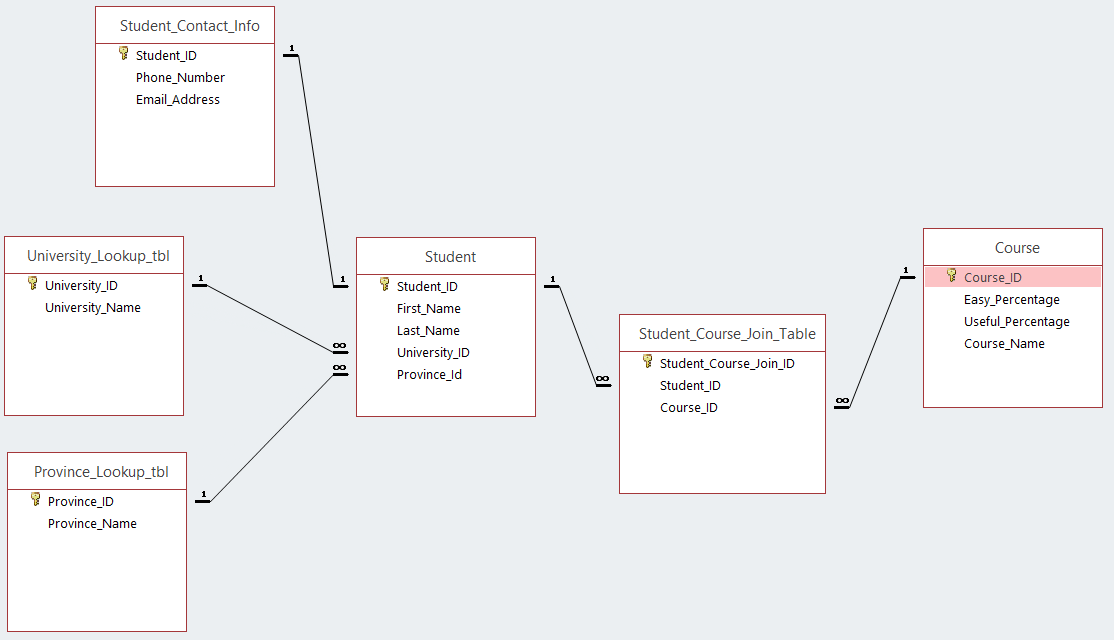 Student_Contact_Info
Student_ID
Phone_Number
Email_Address
1
1
University_Lookup_tbl
University_ID
University_Name
1
∞
Province_Lookup_tbl
Province_ID
Province_Name
1
∞
Student
Student_ID
First_Name
Last_Name
University_ID
Province_Id
1
∞
Student_Course_Join_Table
Student_Course_Join_ID
Student_ID
Course_ID
∞
1
Course
Course_ID
Easy_Percentage
Useful_Percentage
Course_Name